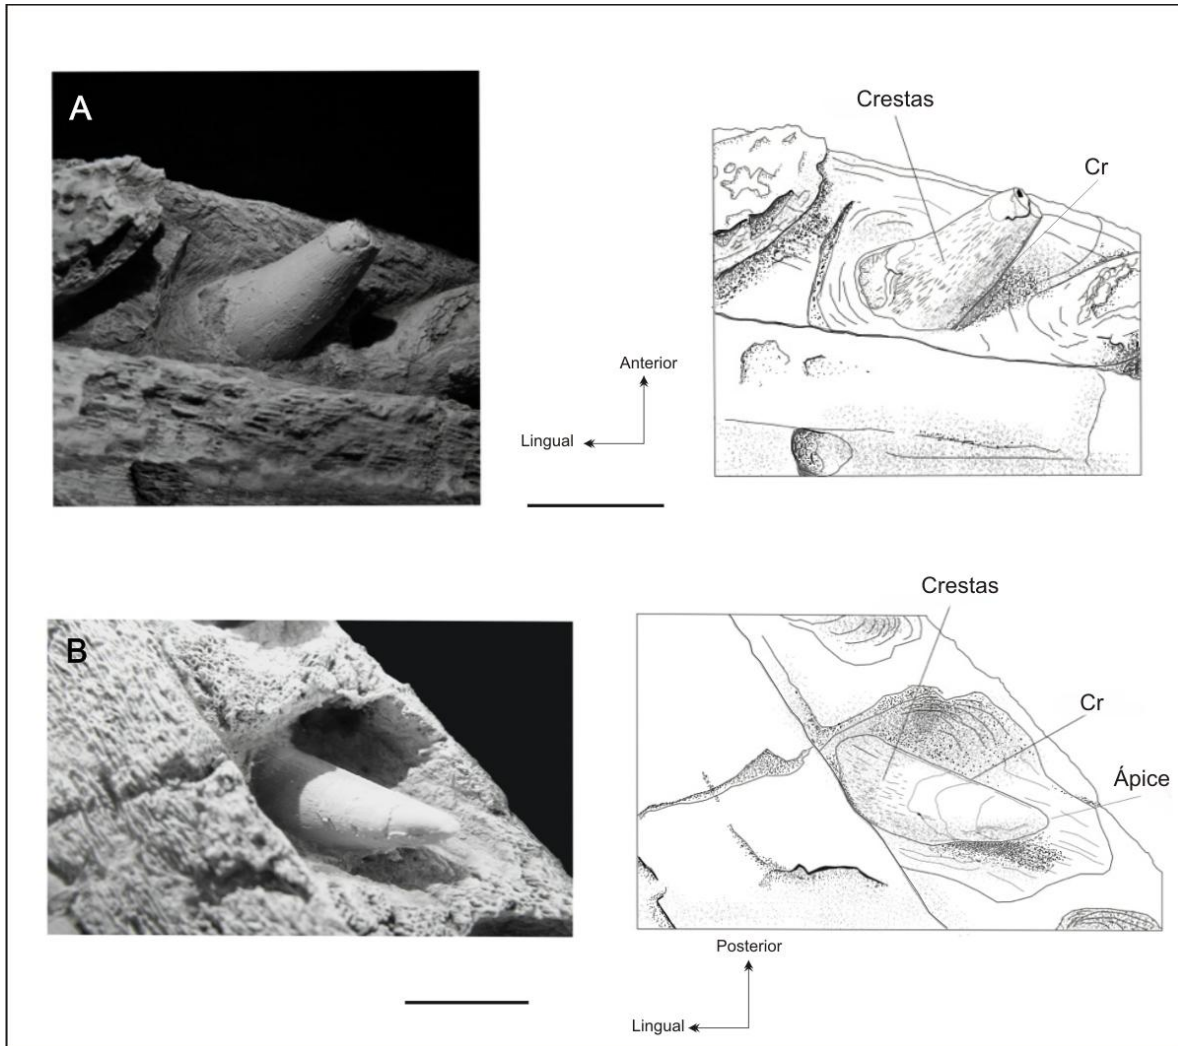 A
Crestas
Cr
Anterior
Lingual
B
Crestas
Cr
Ápice
Posterior
Lingual